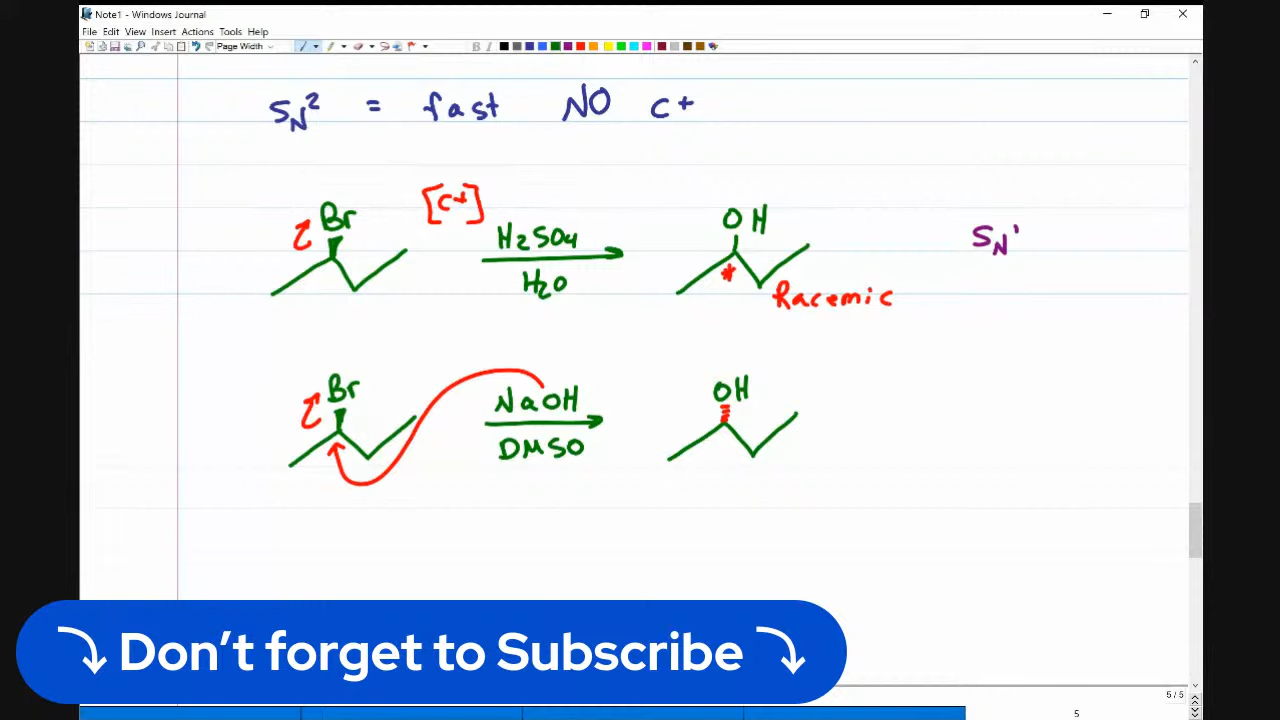 Note1 - Windows Journal
File Edit View Insert Actions Tools Help
Page Width
B I
SN2 = fast NO C+
Br [C+] H2SO4 OH SN1
H2O * Racemic
Br NaOH OH
DMSO
Don't forget to Subscribe
5 / 5
5